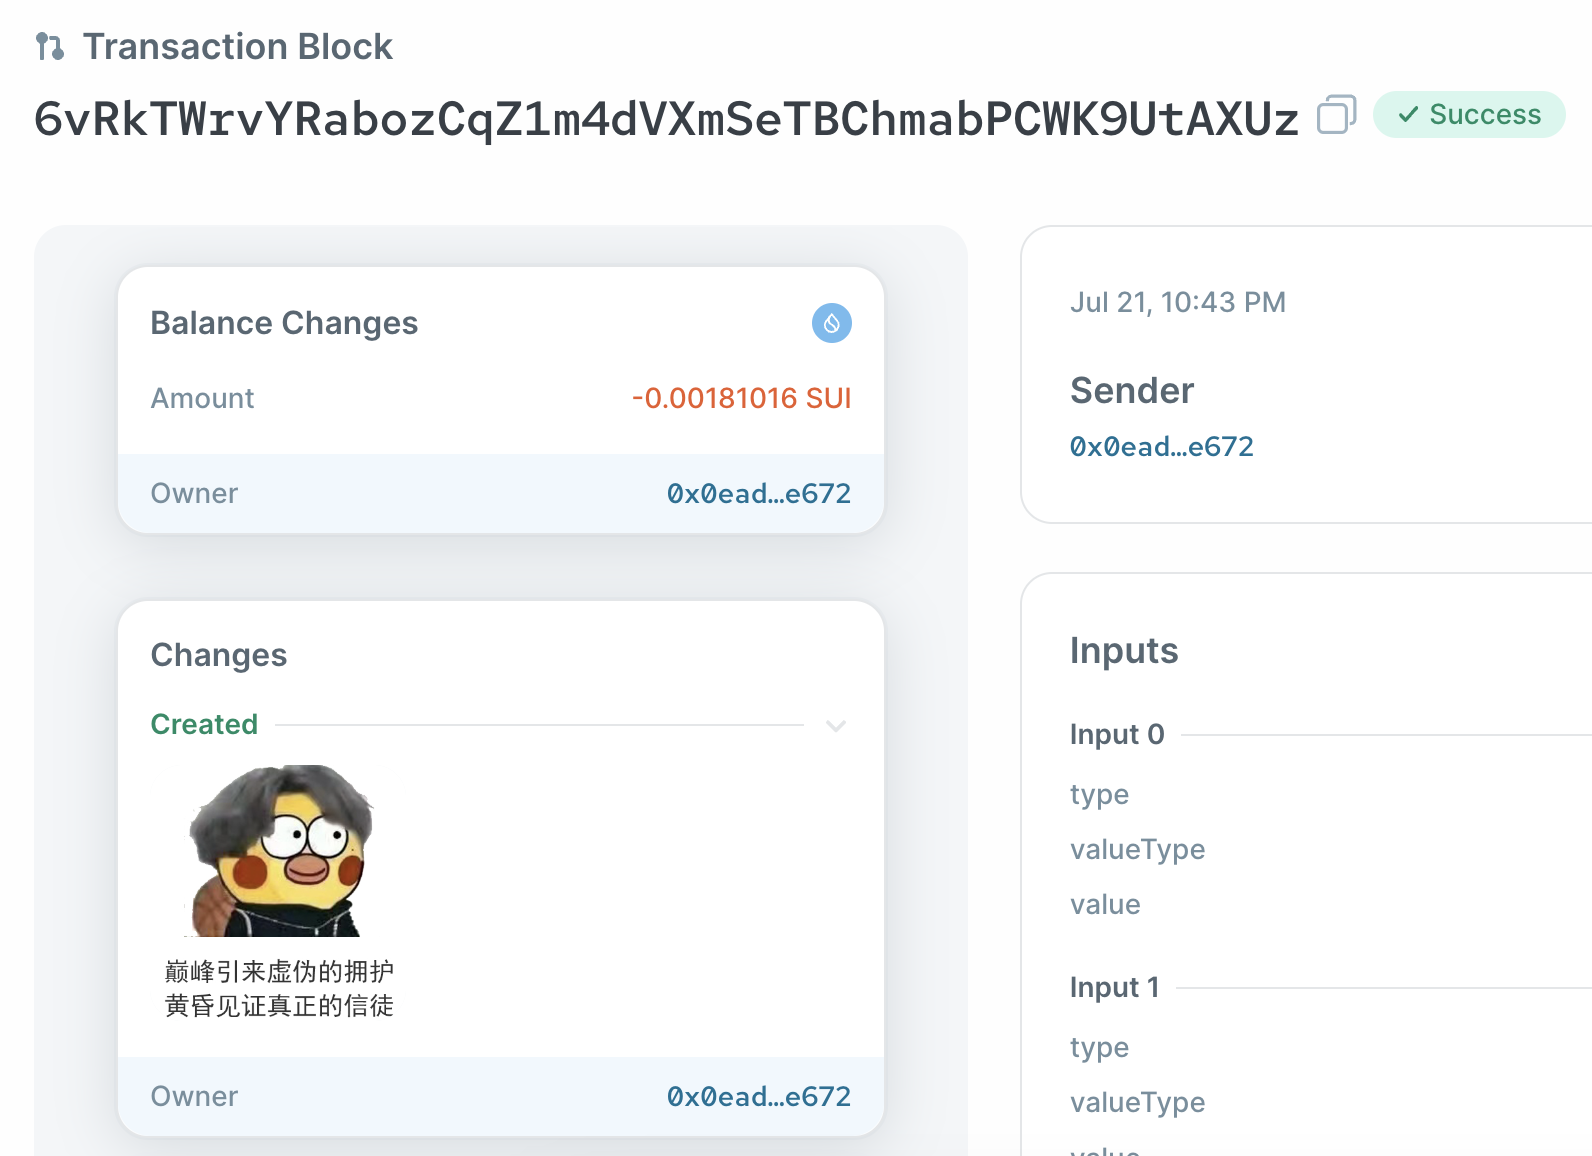 Transaction Block
6vRkTWrvYRabozCqZ1m4dVXmSeTBChmabPCWK9UtAXUz
Success
Balance Changes
Amount
-0.00181016 SUI
Owner
0x0ead…e672
Changes
Created
巅峰引来虚伪的拥护
黄昏见证真正的信徒
Owner
0x0ead…e672
Jul 21, 10:43 PM
Sender
0x0ead…e672
Inputs
Input 0
type
valueType
value
Input 1
type
valueType
value